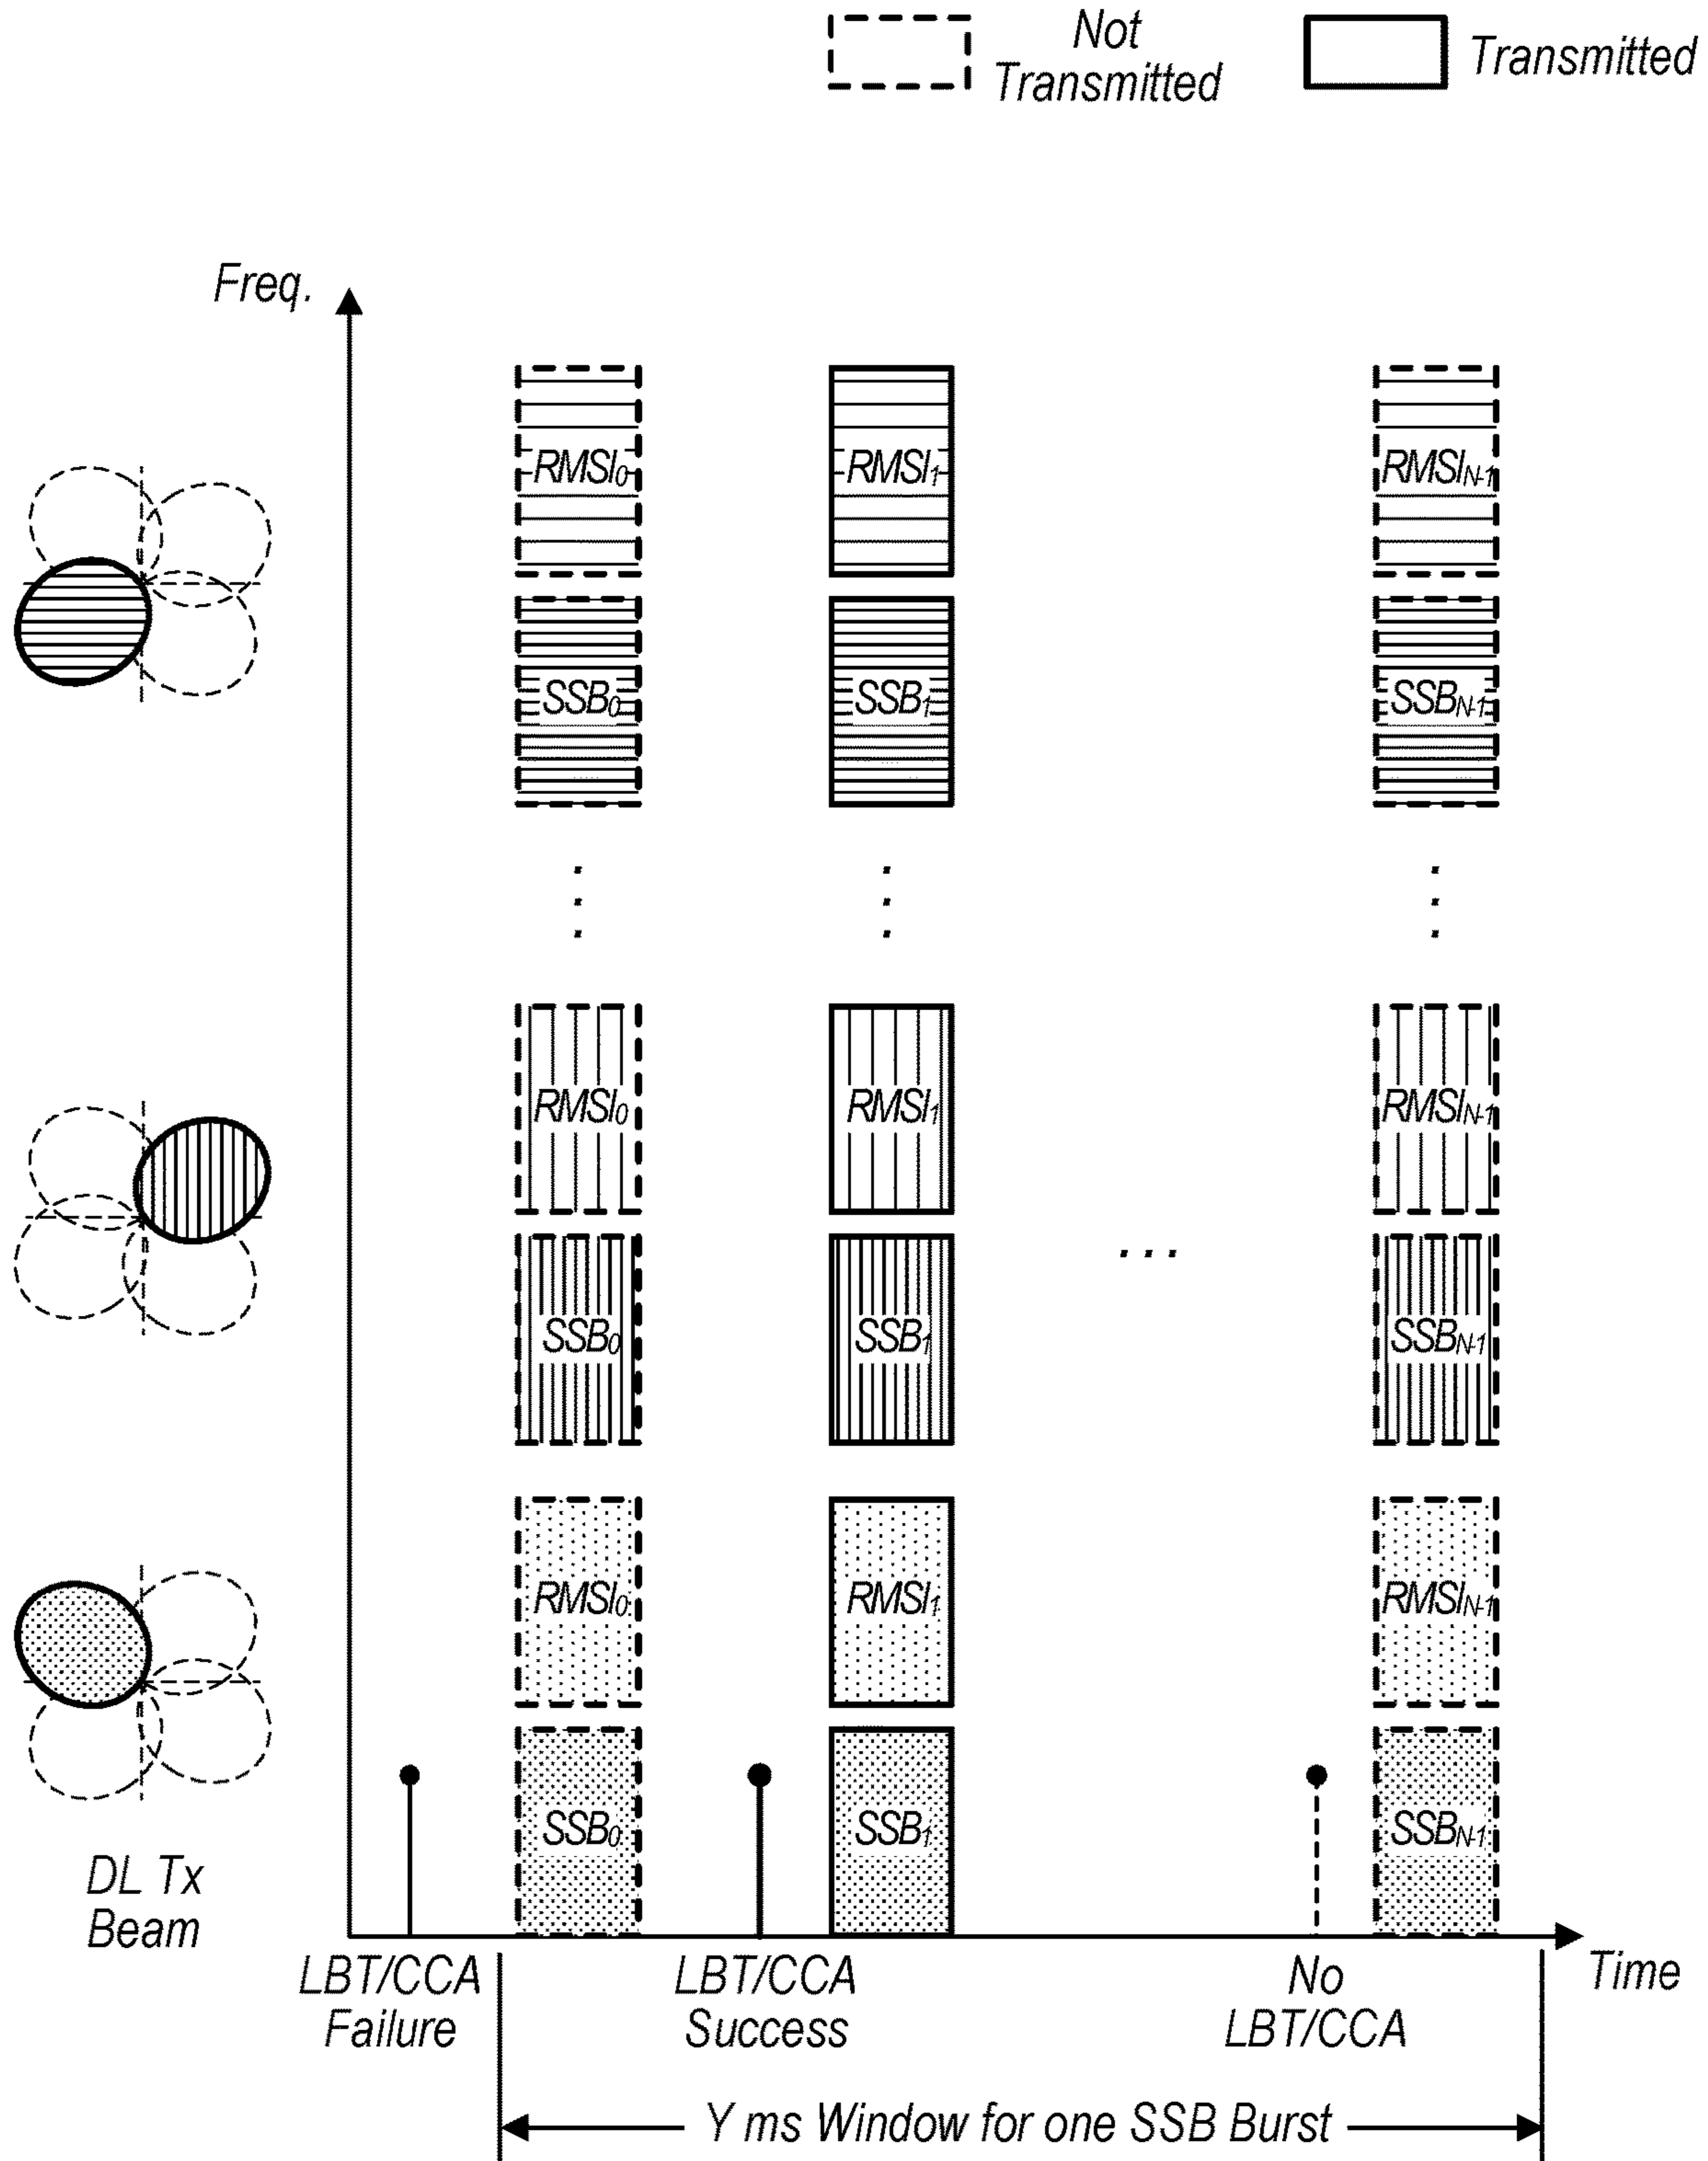 Not
Transmitted
Transmitted
Freq.
RMSI0 RMSI1 RMSIN-1
SSB0 SSB1 SSBN-1
RMSI0 RMSI1 RMSIN-1
...
SSB0 SSB1 SSBN-1
RMSI0 RMSI1 RMSIN-1
SSB0 SSB1 SSBN-1
DL Tx
Beam
LBT/CCA
Failure
LBT/CCA
Success
No
LBT/CCA
Time
Y ms Window for one SSB Burst